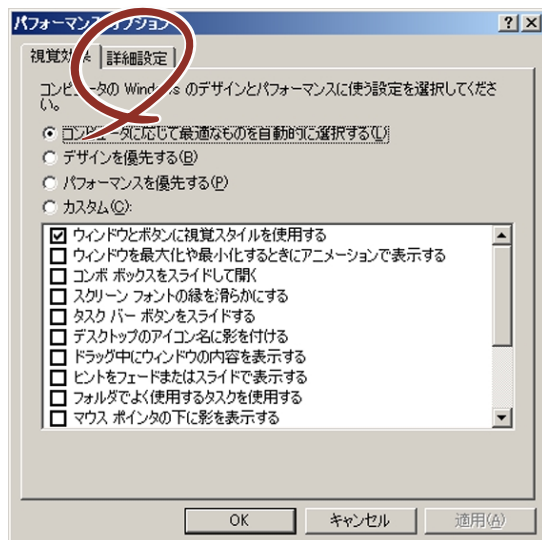 パフォーマンス オプション
視覚効果 詳細設定
コンピュータの Windows のデザインとパフォーマンスに使う設定を選択してくださ
い。
コンピュータに応じて最適なものを自動的に選択する(L)
デザインを優先する(B)
パフォーマンスを優先する(P)
カスタム(C):
ウィンドウとボタンに視覚スタイルを使用する
ウィンドウを最大化や最小化するときにアニメーションで表示する
コンボ ボックスをスライドして開く
スクリーン フォントの縁を滑らかにする
タスク バー ボタンをスライドする
デスクトップのアイコン名に影を付ける
ドラッグ中にウィンドウの内容を表示する
ヒントをフェードまたはスライドで表示する
フォルダでよく使用するタスクを使用する
マウス ポインタの下に影を表示する
OK キャンセル 適用(A)